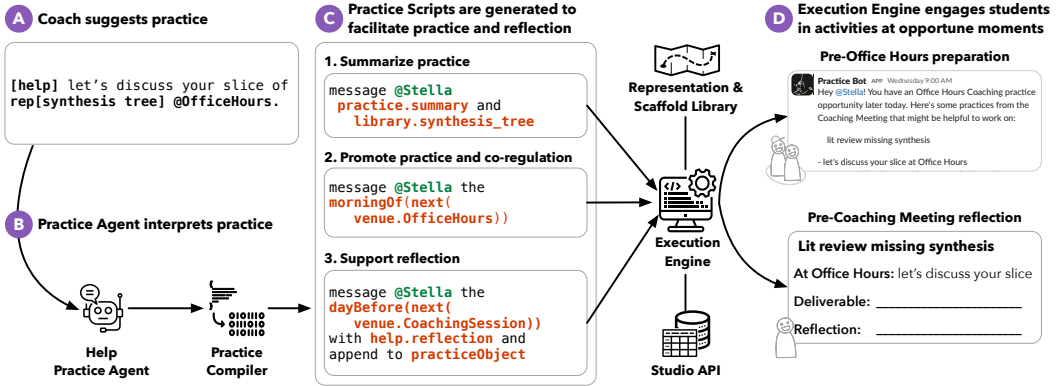 A Coach suggests practice
[help] let's discuss your slice of
rep[synthesis tree] @OfficeHours.
B Practice Agent interprets practice
Help
Practice Agent
Practice
Compiler
C Practice Scripts are generated to
facilitate practice and reflection
1. Summarize practice
message @Stella
practice.summary and
library.synthesis_tree
2. Promote practice and co-regulation
message @Stella the
morningOf(next(
venue.OfficeHours))
3. Support reflection
message @Stella the
dayBefore(next(
venue.CoachingSession))
with help.reflection and
append to practiceObject
Representation &
Scaffold Library
</>
Execution
Engine
Studio API
D Execution Engine engages students
in activities at opportune moments
Pre-Office Hours preparation
Practice Bot APP Wednesday 9:00 AM
Hey @Stella! You have an Office Hours Coaching practice
opportunity later today. Here's some practices from the
Coaching Meeting that might be helpful to work on:
lit review missing synthesis
- let's discuss your slice at Office Hours
Pre-Coaching Meeting reflection
Lit review missing synthesis
At Office Hours: let's discuss your slice
Deliverable:
Reflection: